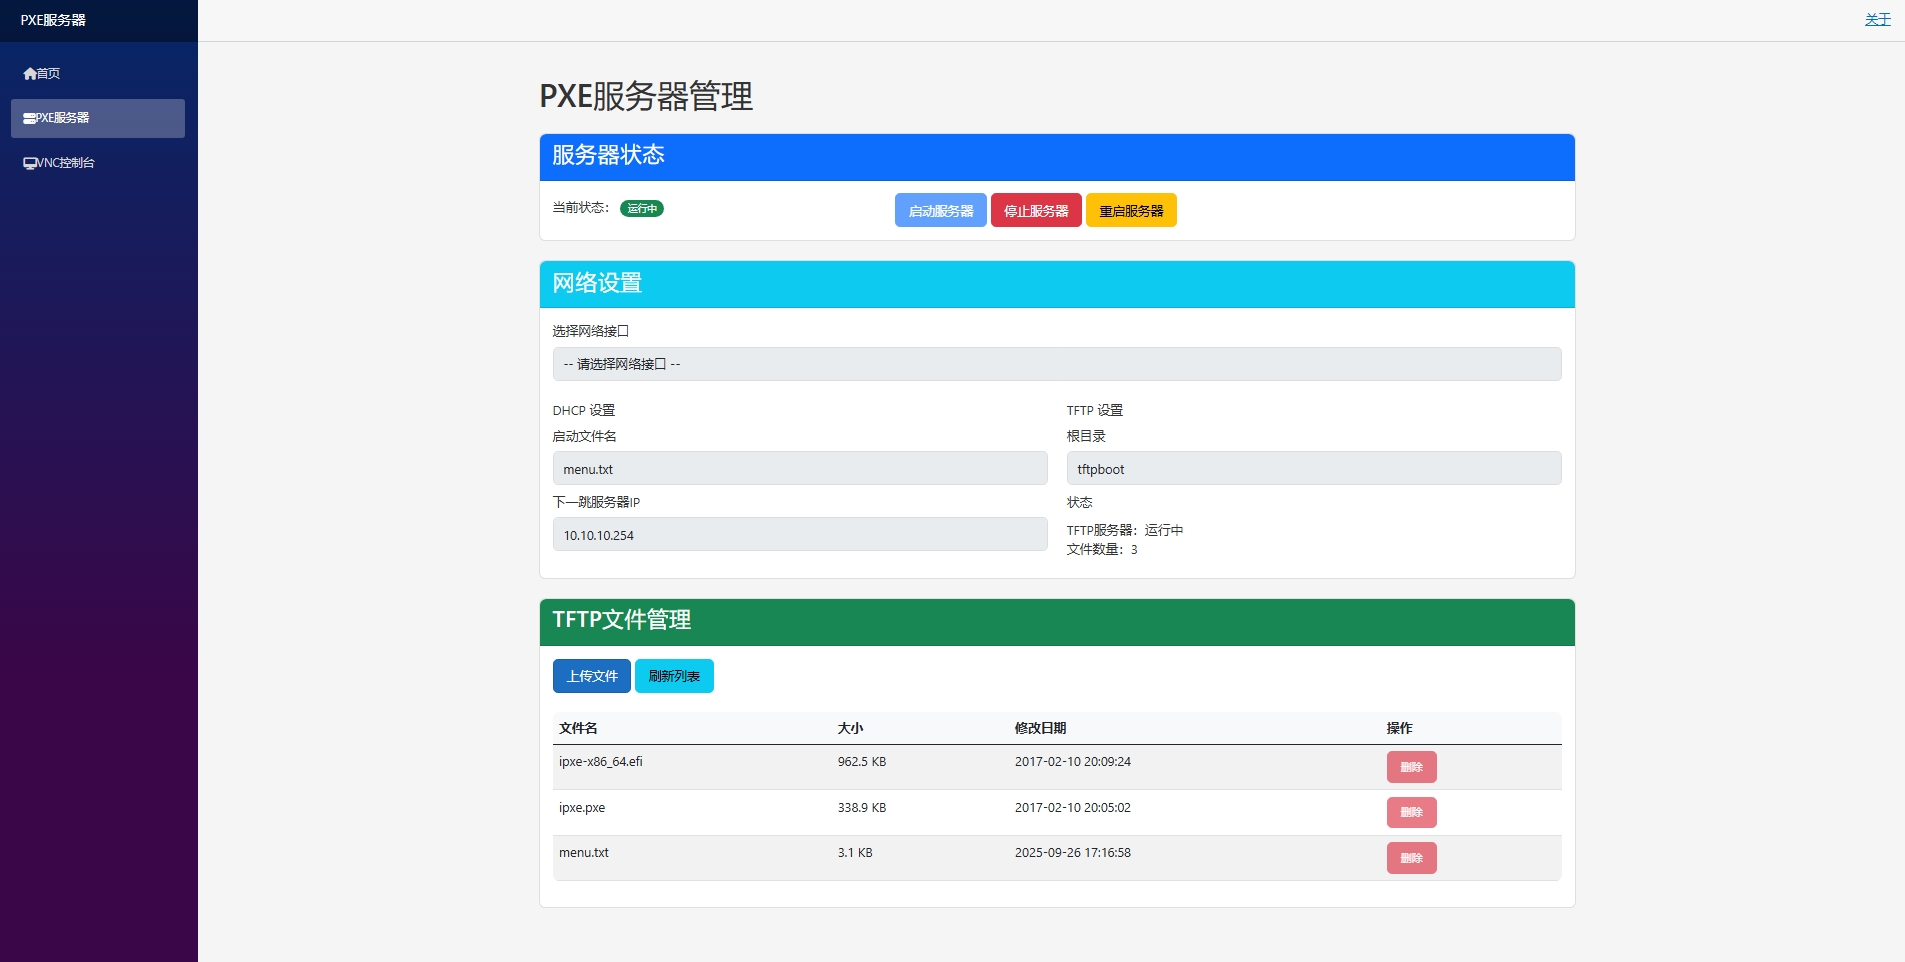 PXE服务器
关于
首页
PXE服务器
VNC控制台
PXE服务器管理
服务器状态
当前状态： 运行中 启动服务器 停止服务器 重启服务器
网络设置
选择网络接口
-- 请选择网络接口 --
DHCP 设置
启动文件名
menu.txt
下一跳服务器IP
10.10.10.254
TFTP 设置
根目录
tftpboot
状态
TFTP服务器：运行中
文件数量：3
TFTP文件管理
上传文件 刷新列表
文件名 大小 修改日期 操作
ipxe-x86_64.efi 962.5 KB 2017-02-10 20:09:24 删除
ipxe.pxe 338.9 KB 2017-02-10 20:05:02 删除
menu.txt 3.1 KB 2025-09-26 17:16:58 删除